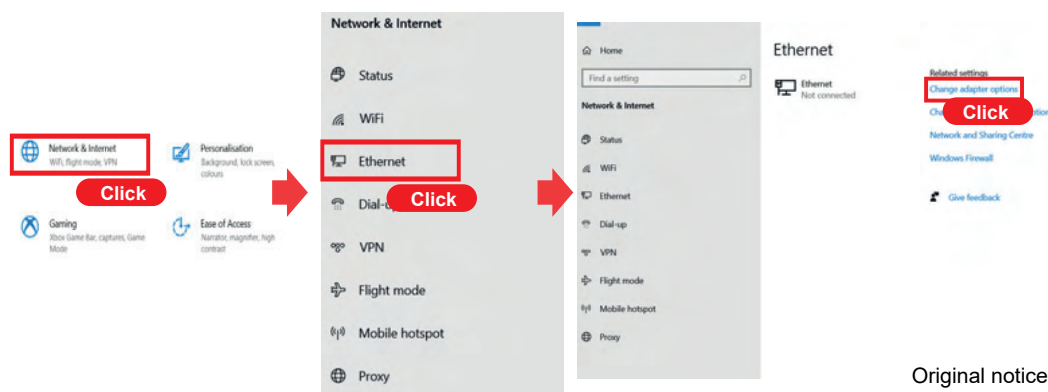 Network & Internet
WiFi, flight mode, VPN
Click
Personalisation
Background, lock screen,
colours
Gaming
Xbox Game Bar, captures, Game
Mode
Ease of Access
Narrator, magnifier, high
contrast
Network & Internet
Status
WiFi
Ethernet
Click
Dial-u
VPN
Flight mode
Mobile hotspot
Proxy
Home
Find a setting
Network & Internet
Status
WiFi
Ethernet
Dial-up
VPN
Flight mode
Mobile hotspot
Proxy
Ethernet
Ethernet
Not connected
Related settings
Change adapter options
Click
Network and Sharing Centre
Windows Firewall
Give feedback
Original notice